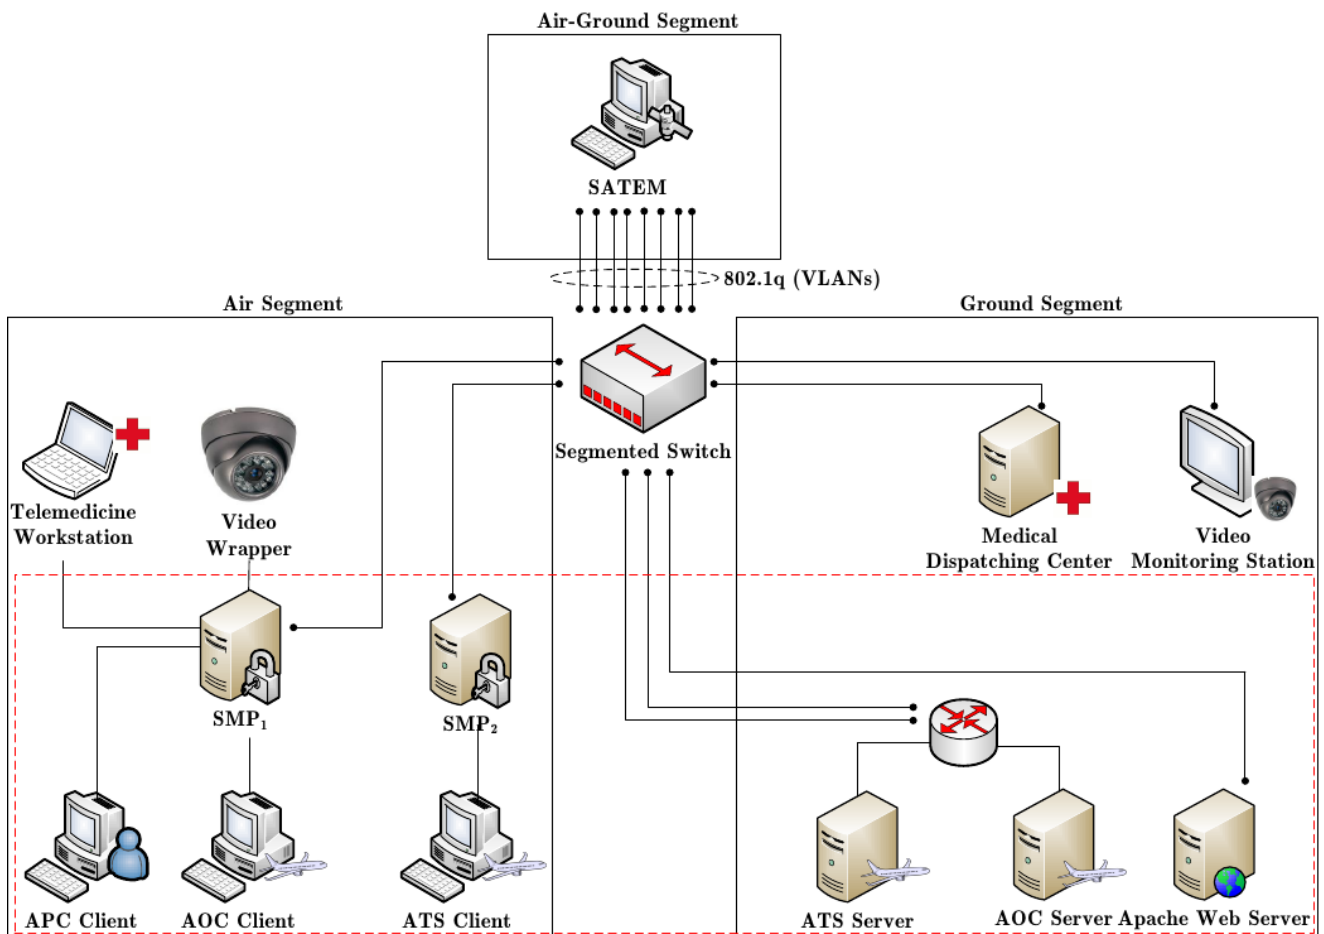 Air-Ground Segment
SATEM
802.1q (VLANs)
Air Segment
Ground Segment
Segmented Switch
Telemedicine
Workstation
Video
Wrapper
Medical
Dispatching Center
Video
Monitoring Station
SMP₁
SMP₂
APC Client
AOC Client
ATS Client
ATS Server
AOC Server
Apache Web Server